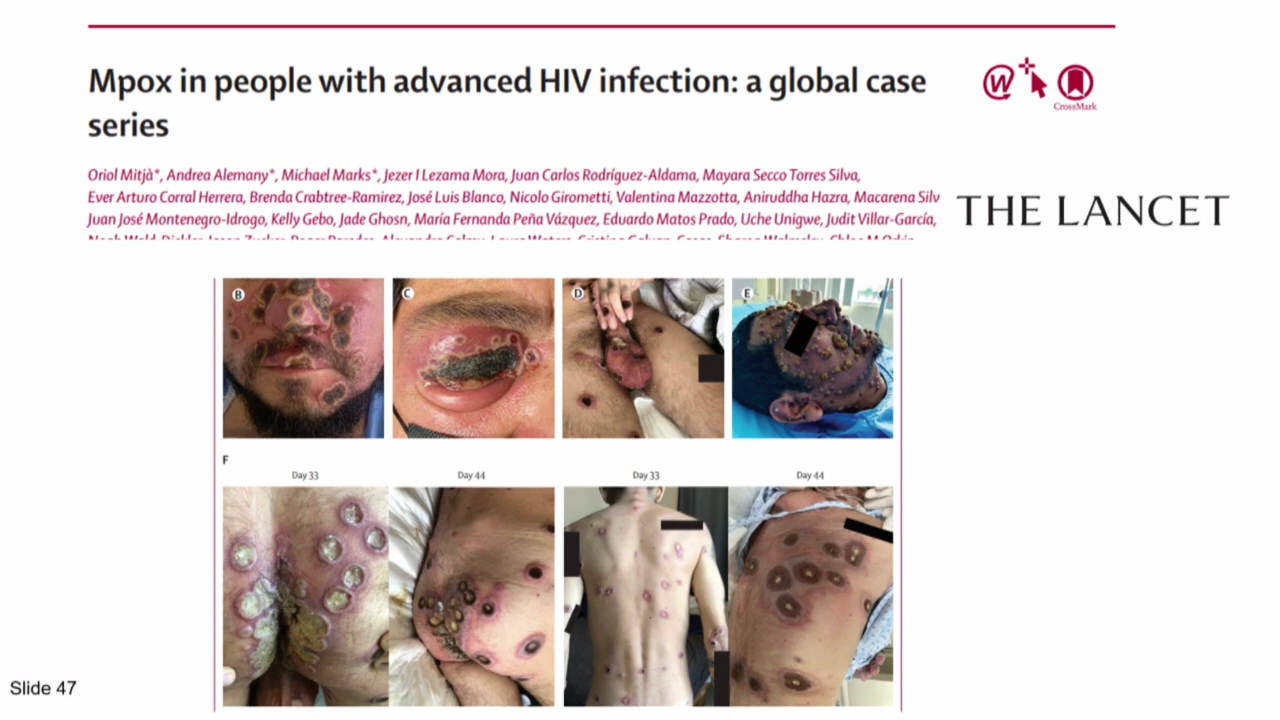 Mpox in people with advanced HIV infection: a global case
series
CrossMark
Oriol Mitjà*, Andrea Alemany*, Michael Marks*, Jezer I Lezama Mora, Juan Carlos Rodríguez-Aldama, Mayara Secco Torres Silva,
Ever Arturo Corral Herrera, Brenda Crabtree-Ramirez, José Luis Blanco, Nicolo Girometti, Valentina Mazzotta, Aniruddha Hazra, Macarena Silv
Juan José Montenegro-Idrogo, Kelly Gebo, Jade Ghosn, María Fernanda Peña Vázquez, Eduardo Matos Prado, Uche Unigwe, Judit Villar-García,
THE LANCET
B
C
D
E
F
Day 33
Day 44
Day 33
Day 44
Slide 47